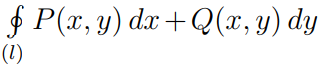 ∮ P(x, y) dx + Q(x, y) dy
(l)